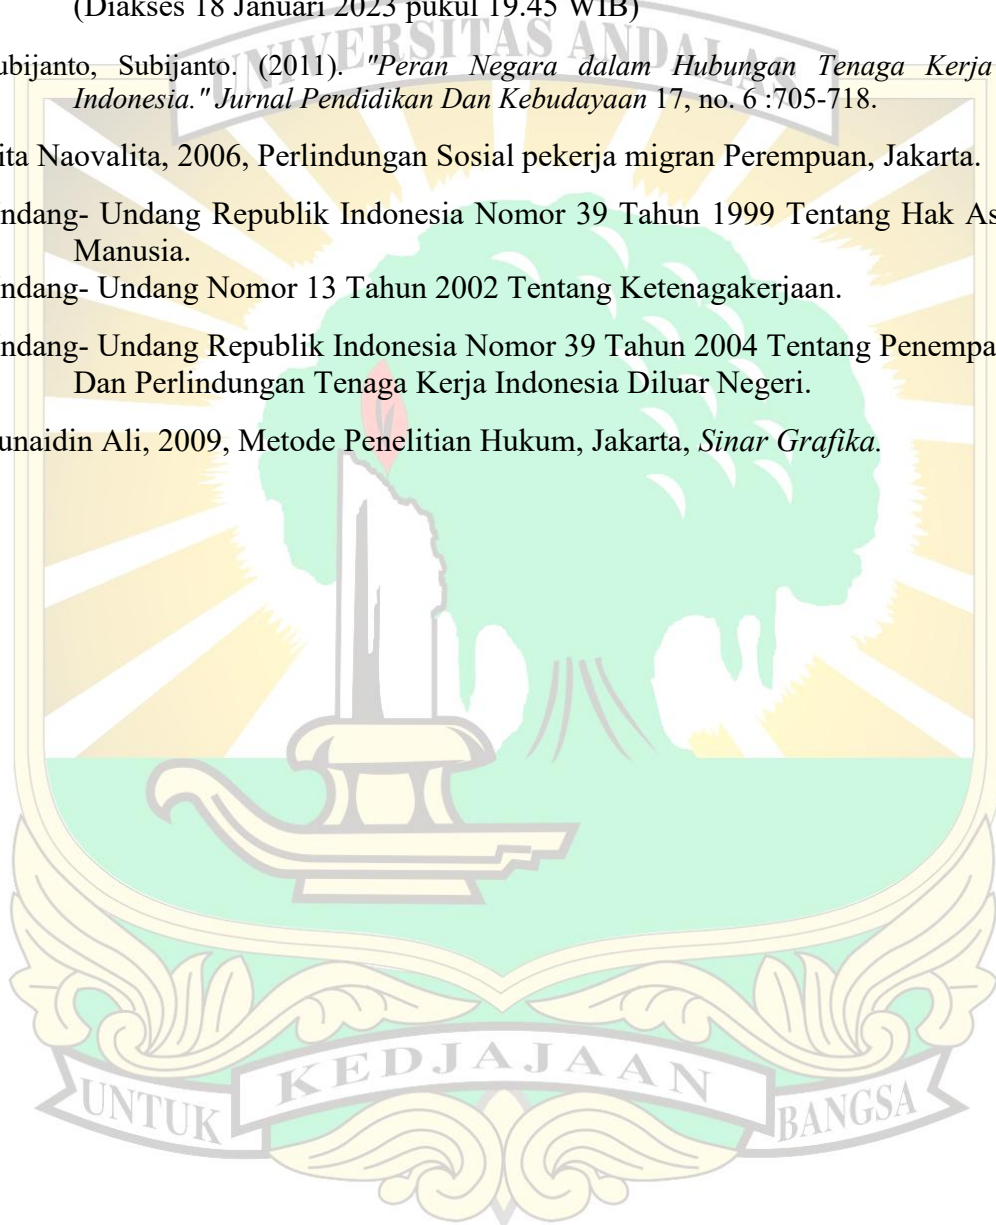 (Diakses 18 Januari 2023 pukul 19.45 WIB)
UNIVERSITAS ANDALAS
ubijanto, Subijanto. (2011). "Peran Negara dalam Hubungan Tenaga Kerja
Indonesia." Jurnal Pendidikan Dan Kebudayaan 17, no. 6 :705-718.
ita Naovalita, 2006, Perlindungan Sosial pekerja migran Perempuan, Jakarta.
ndang- Undang Republik Indonesia Nomor 39 Tahun 1999 Tentang Hak As
Manusia.
ndang- Undang Nomor 13 Tahun 2002 Tentang Ketenagakerjaan.
ndang- Undang Republik Indonesia Nomor 39 Tahun 2004 Tentang Penempa
Dan Perlindungan Tenaga Kerja Indonesia Diluar Negeri.
unaidin Ali, 2009, Metode Penelitian Hukum, Jakarta, Sinar Grafika.
UNTUK KEDJAJAAN BANGSA